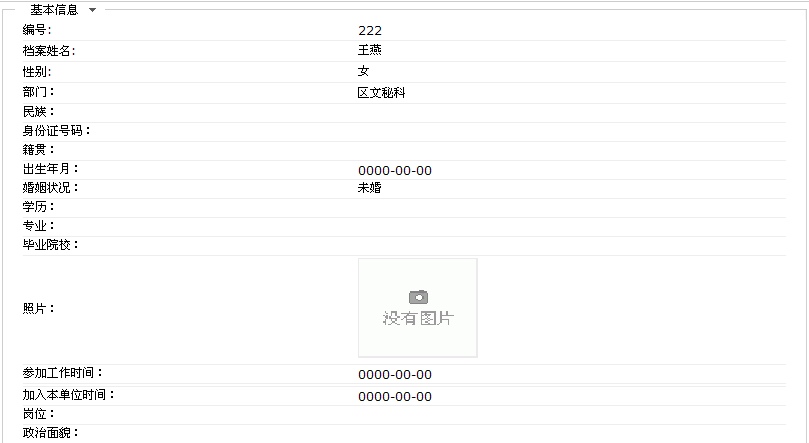 基本信息
编号: 222
档案姓名: 王燕
性别: 女
部门： 区文秘科
民族：
身份证号码：
籍贯：
出生年月： 0000-00-00
婚姻状况： 未婚
学历：
专业：
毕业院校：
照片： 没有图片
参加工作时间： 0000-00-00
加入本单位时间： 0000-00-00
岗位：
政治面貌：